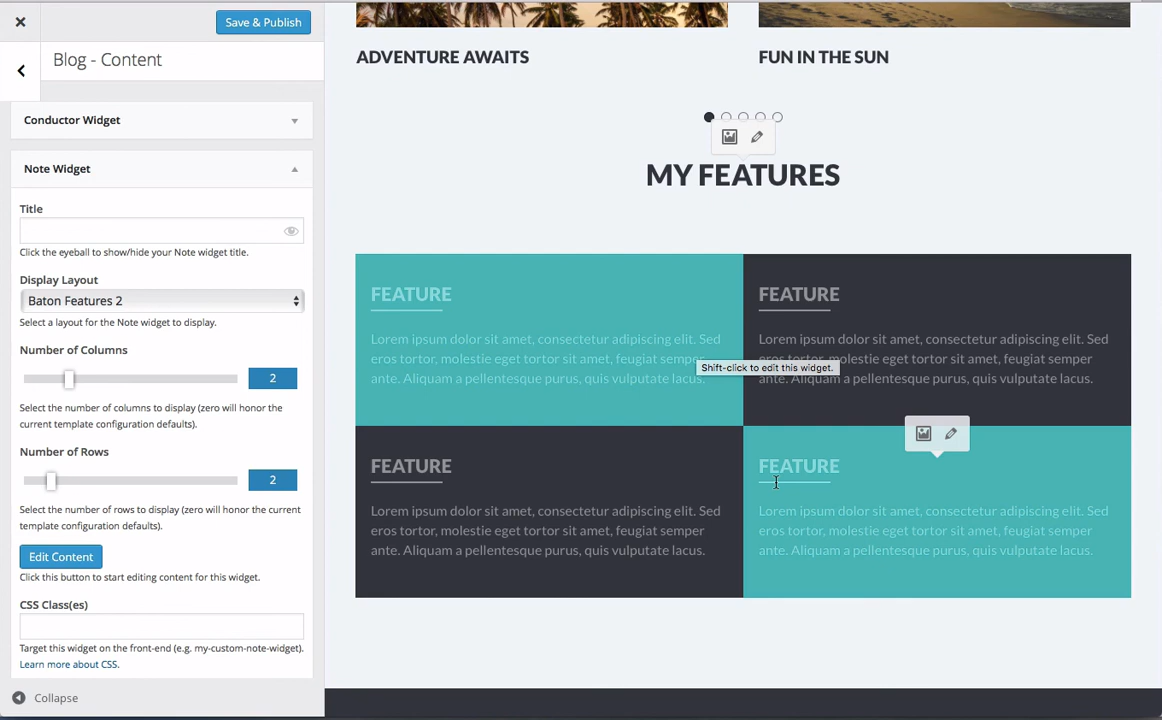 Save & Publish
Blog - Content
Conductor Widget
Note Widget
Title
Click the eyeball to show/hide your Note widget title.
Display Layout
Baton Features 2
Select a layout for the Note widget to display.
Number of Columns
2
Select the number of columns to display (zero will honor the
current template configuration defaults).
Number of Rows
2
Select the number of rows to display (zero will honor the current
template configuration defaults).
Edit Content
Click this button to start editing content for this widget.
CSS Class(es)
Target this widget on the front-end (e.g. my-custom-note-widget).
Learn more about CSS.
Collapse
ADVENTURE AWAITS
FUN IN THE SUN
MY FEATURES
FEATURE
Lorem ipsum dolor sit amet, consectetur adipiscing elit. Sed
eros tortor, molestie eget tortor sit amet, feugiat semper
ante. Aliquam a pellentesque purus, quis vulputate lacus.
FEATURE
Lorem ipsum dolor sit amet, consectetur adipiscing elit. Sed
eros tortor, molestie eget tortor sit amet, feugiat semper
ante. Aliquam a pellentesque purus, quis vulputate lacus.
Shift-click to edit this widget.
FEATURE
Lorem ipsum dolor sit amet, consectetur adipiscing elit. Sed
eros tortor, molestie eget tortor sit amet, feugiat semper
ante. Aliquam a pellentesque purus, quis vulputate lacus.
FEATURE
Lorem ipsum dolor sit amet, consectetur adipiscing elit. Sed
eros tortor, molestie eget tortor sit amet, feugiat semper
ante. Aliquam a pellentesque purus, quis vulputate lacus.